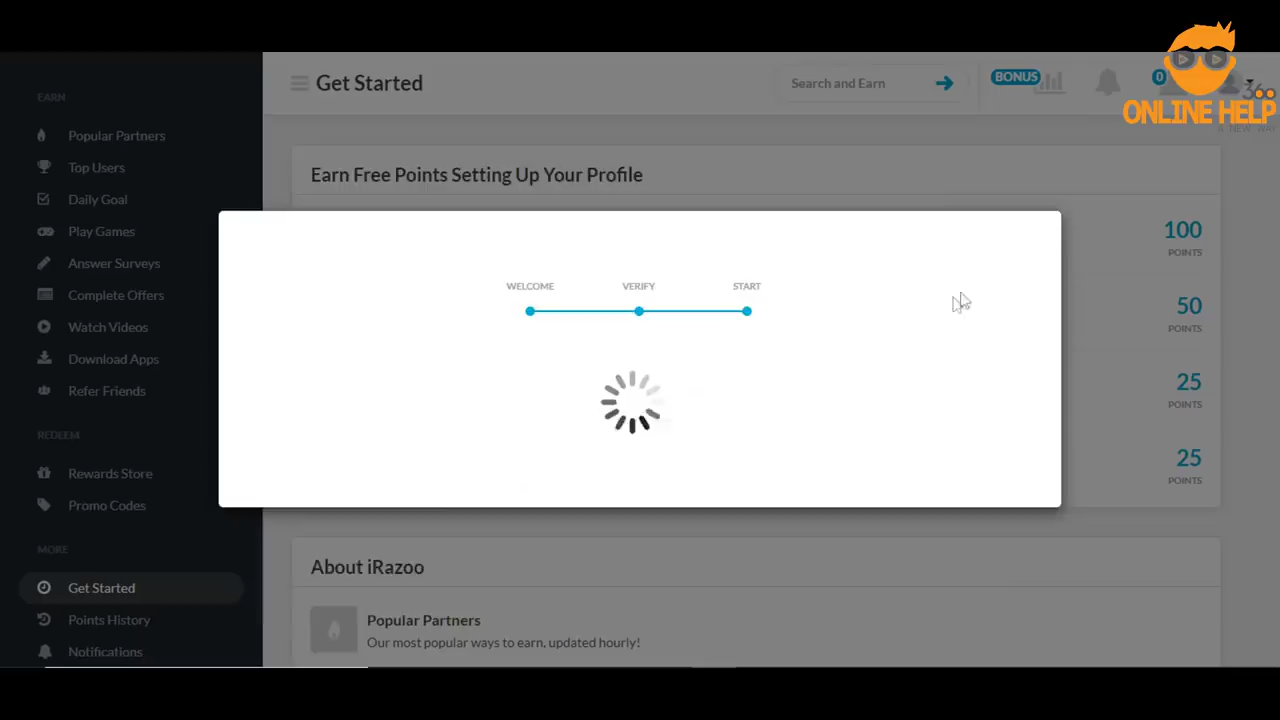 EARN
Popular Partners
Top Users
Daily Goal
Play Games
Answer Surveys
Complete Offers
Watch Videos
Download Apps
Refer Friends
REDEEM
Rewards Store
Promo Codes
MORE
Get Started
Points History
Notifications
Get Started
Search and Earn
BONUS
0
36
ONLINE HELP
A NEW WAY
Earn Free Points Setting Up Your Profile
100
POINTS
50
POINTS
25
POINTS
25
POINTS
WELCOME
VERIFY
START
About iRazoo
Popular Partners
Our most popular ways to earn, updated hourly!